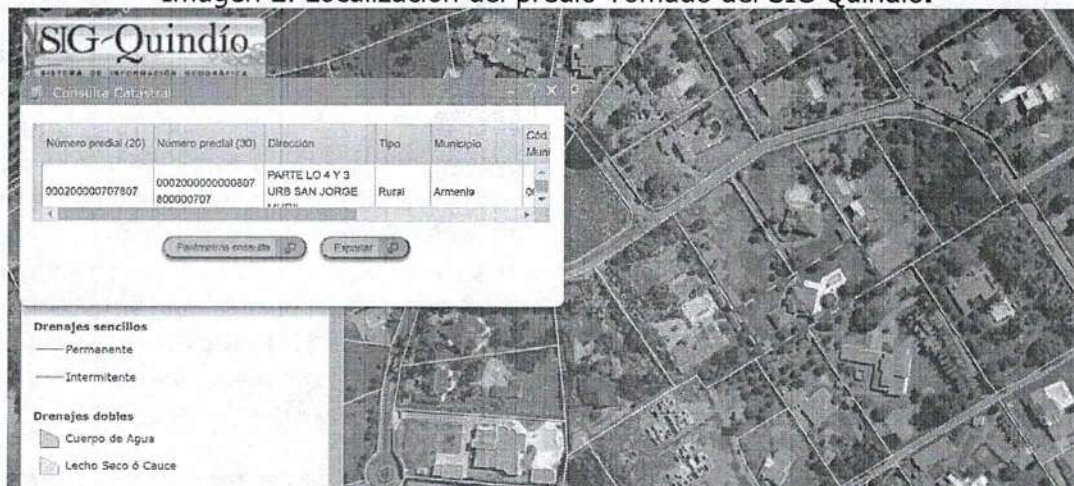 Imagen 2. Localización del predio Tomado del SIG Quindío.
SIG-Quindío
SISTEMA DE INFORMACIÓN GEOGRÁFICA
Consulta Catastral
Número predial (20) Número predial (30) Dirección Tipo Municipio Cód. Muni
000200000707807 0002000000000807 800000707 PARTE LO 4 Y 3 URB SAN JORGE Rural Armenia
Parámetros consulta Exportar
Drenajes sencillos
Permanente
Intermitente
Drenajes dobles
Cuerpo de Agua
Lecho Seco ó Cauce